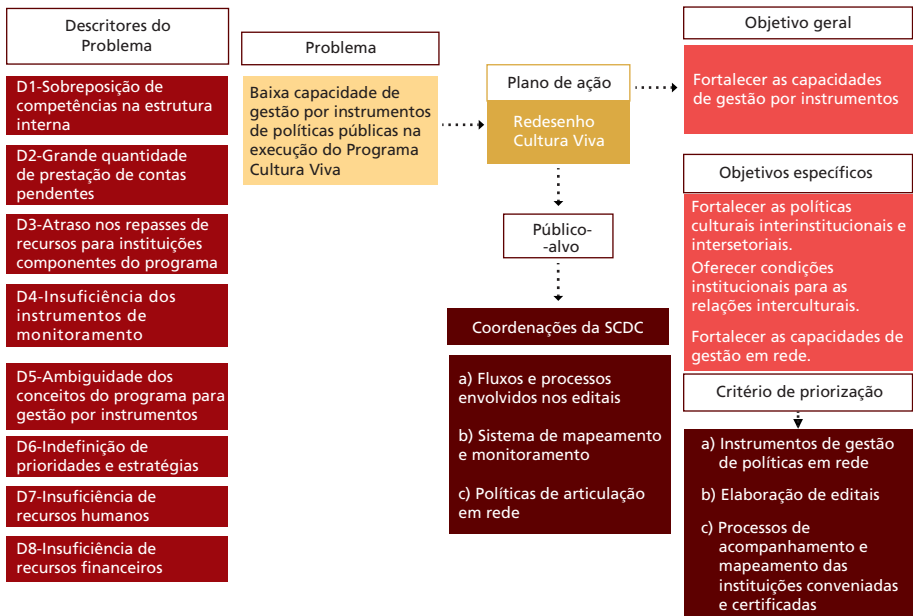 Descritores do
Problema
D1-Sobreposição de
competências na estrutura
interna
D2-Grande quantidade
de prestação de contas
pendentes
D3-Atraso nos repasses de
recursos para instituições
componentes do programa
D4-Insuficiência dos
instrumentos de
monitoramento
D5-Ambiguidade dos
conceitos do programa para
gestão por instrumentos
D6-Indefinição de
prioridades e estratégias
D7-Insuficiência de
recursos humanos
D8-Insuficiência de
recursos financeiros
Problema
Baixa capacidade de
gestão por instrumentos
de políticas públicas na
execução do Programa
Cultura Viva
Plano de ação
Redesenho
Cultura Viva
Público-
-alvo
Coordenações da SCDC
a) Fluxos e processos
envolvidos nos editais
b) Sistema de mapeamento
e monitoramento
c) Políticas de articulação
em rede
Objetivo geral
Fortalecer as capacidades
de gestão por instrumentos
Objetivos específicos
Fortalecer as políticas
culturais interinstitucionais e
intersetoriais.
Oferecer condições
institucionais para as
relações interculturais.
Fortalecer as capacidades de
gestão em rede.
Critério de priorização
a) Instrumentos de gestão
de políticas em rede
b) Elaboração de editais
c) Processos de
acompanhamento e
mapeamento das
instituições conveniadas
e certificadas